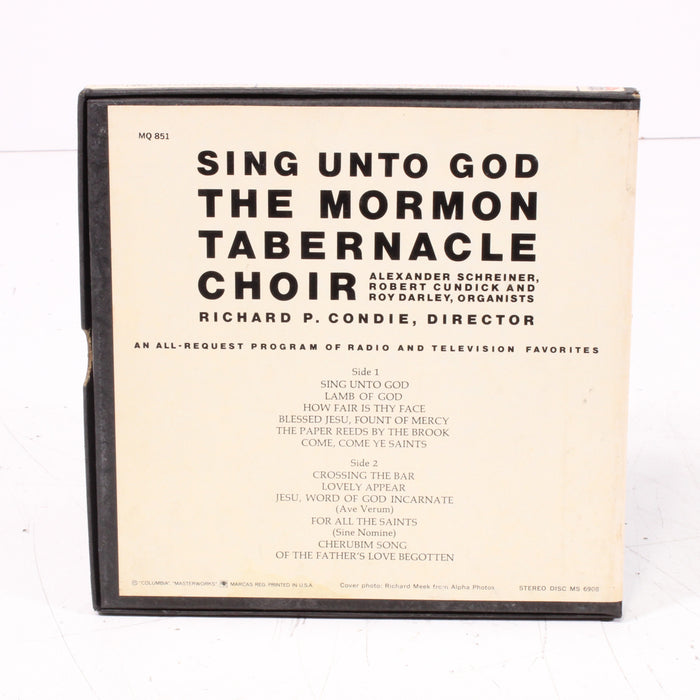 MQ 851
SING UNTO GOD
THE MORMON
TABERNACLE
CHOIR
ALEXANDER SCHREINER,
ROBERT CUNDICK AND
ROY DARLEY, ORGANISTS
RICHARD P. CONDIE, DIRECTOR
AN ALL-REQUEST PROGRAM OF RADIO AND TELEVISION FAVORITES
Side 1
SING UNTO GOD
LAMB OF GOD
HOW FAIR IS THY FACE
BLESSED JESU, FOUNT OF MERCY
THE PAPER REEDS BY THE BROOK
COME, COME YE SAINTS
Side 2
CROSSING THE BAR
LOVELY APPEAR
JESU, WORD OF GOD INCARNATE
(Ave Verum)
FOR ALL THE SAINTS
(Sine Nomine)
CHERUBIM SONG
OF THE FATHER'S LOVE BEGOTTEN
© "COLUMBIA", "MASTERWORKS" MARCAS REG. PRINTED IN U.S.A. Cover photo: Richard Meek from Alpha Photos STEREO DISC MS 6908